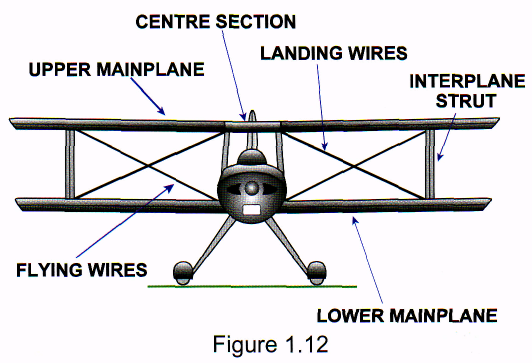 CENTRE SECTION
LANDING WIRES
UPPER MAINPLANE
INTERPLANE
STRUT
FLYING WIRES
LOWER MAINPLANE
Figure 1.12